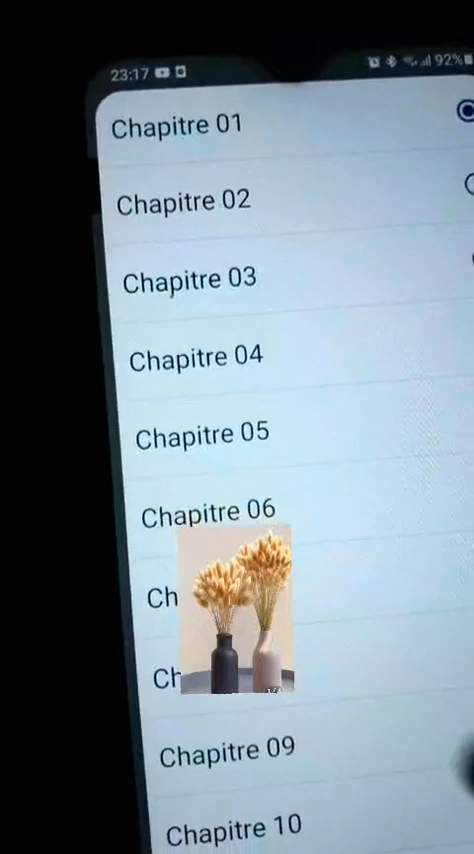 23:17 92%
Chapitre 01
Chapitre 02
Chapitre 03
Chapitre 04
Chapitre 05
Chapitre 06
Ch
Ch
Chapitre 09
Chapitre 10